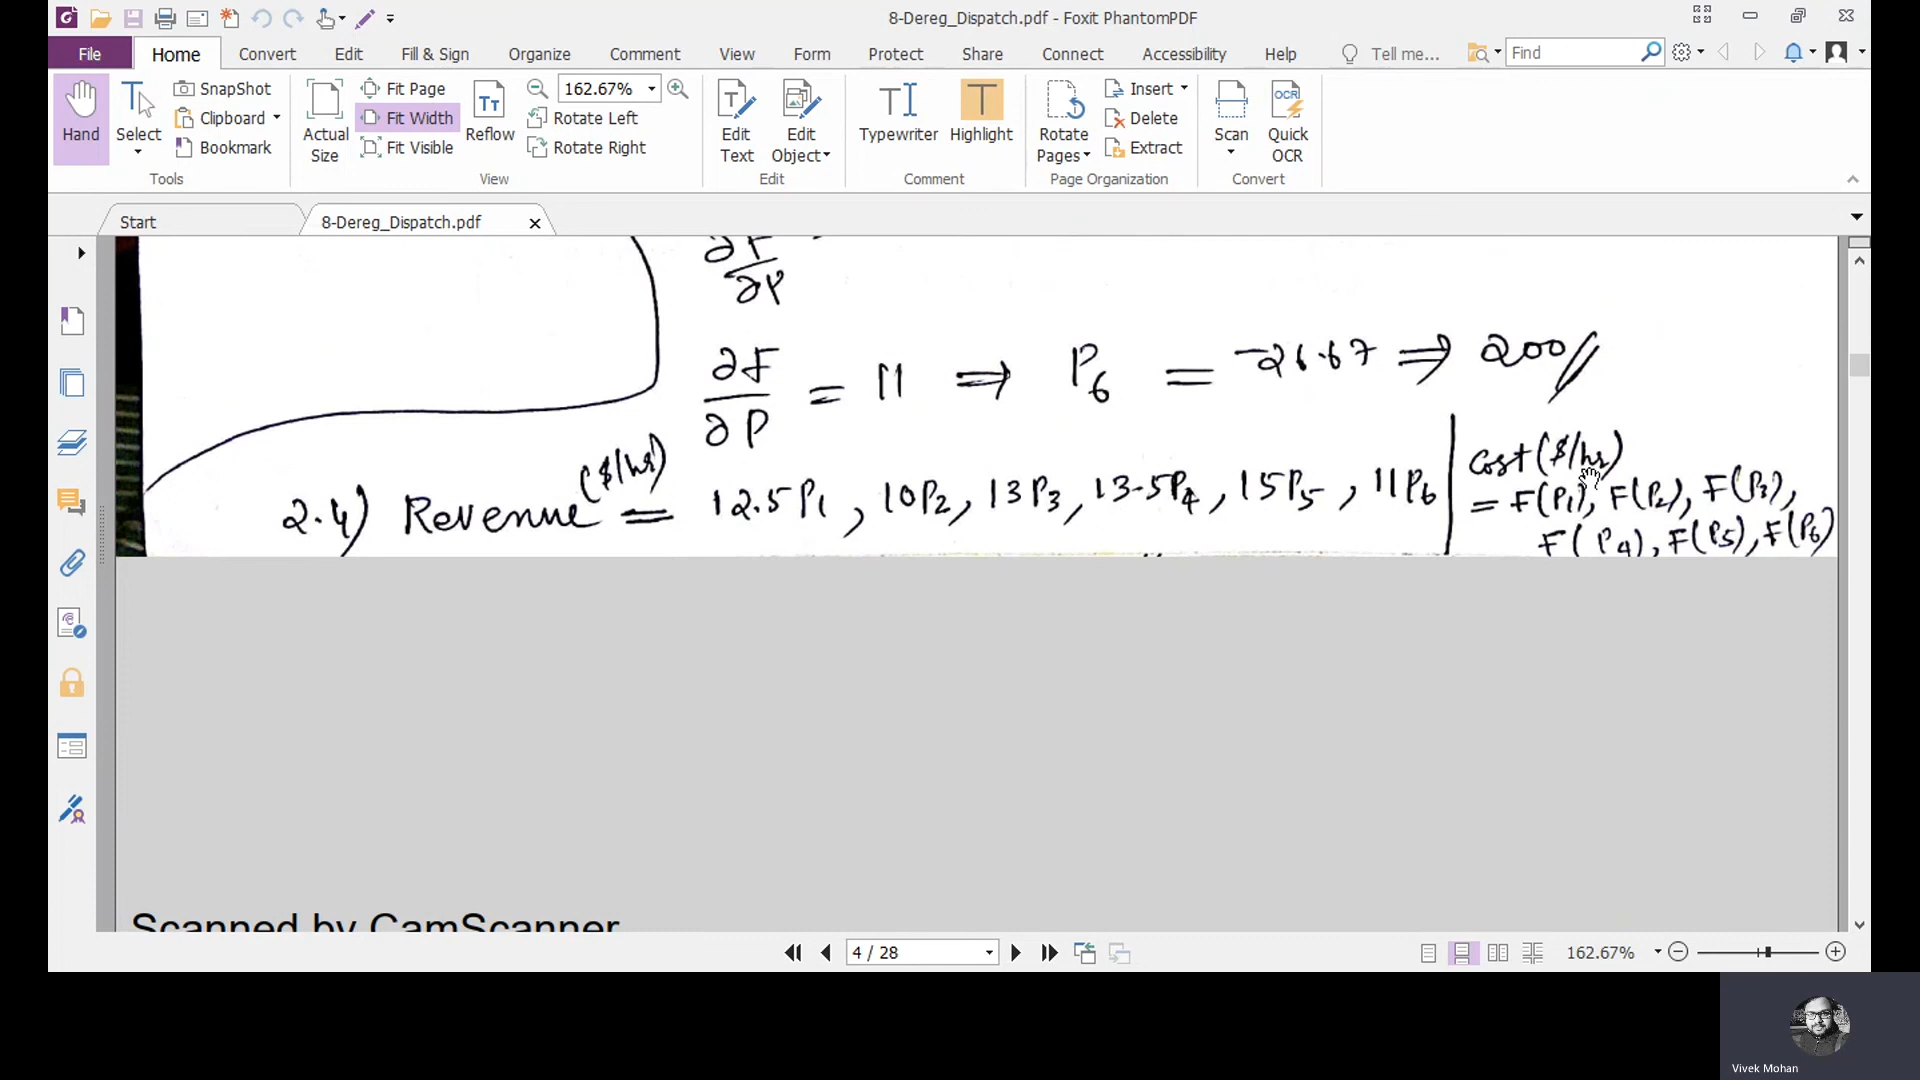 8-Dereg_Dispatch.pdf - Foxit PhantomPDF
File Home Convert Edit Fill & Sign Organize Comment View Form Protect Share Connect Accessibility Help Tell me... Find
Hand
Select
SnapShot
Clipboard
Bookmark
Tools
Actual Size
Fit Page
Fit Width
Fit Visible
Reflow
162.67%
Rotate Left
Rotate Right
View
Edit Text
Edit Object
Edit
Typewriter
Highlight
Comment
Rotate Pages
Insert
Delete
Extract
Page Organization
Scan
OCR
Quick OCR
Convert
Start
8-Dereg_Dispatch.pdf
∂F/∂P
∂F/∂P = 11 ⇒ P6 = -26.67 ⇒ 200//
2.4) Revenue ($/hr) = 12.5P1, 10P2, 13P3, 13.5P4, 15P5, 11P6
Cost ($/hr)
= F(P1), F(P2), F(P3),
F(P4), F(P5), F(P6)
Scanned by CamScanner
4 / 28
162.67%
Vivek Mohan